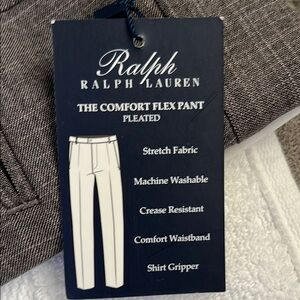 Ralph
RALPH LAUREN
THE COMFORT FLEX PANT
PLEATED
Stretch Fabric
Machine Washable
Crease Resistant
Comfort Waistband
Shirt Gripper